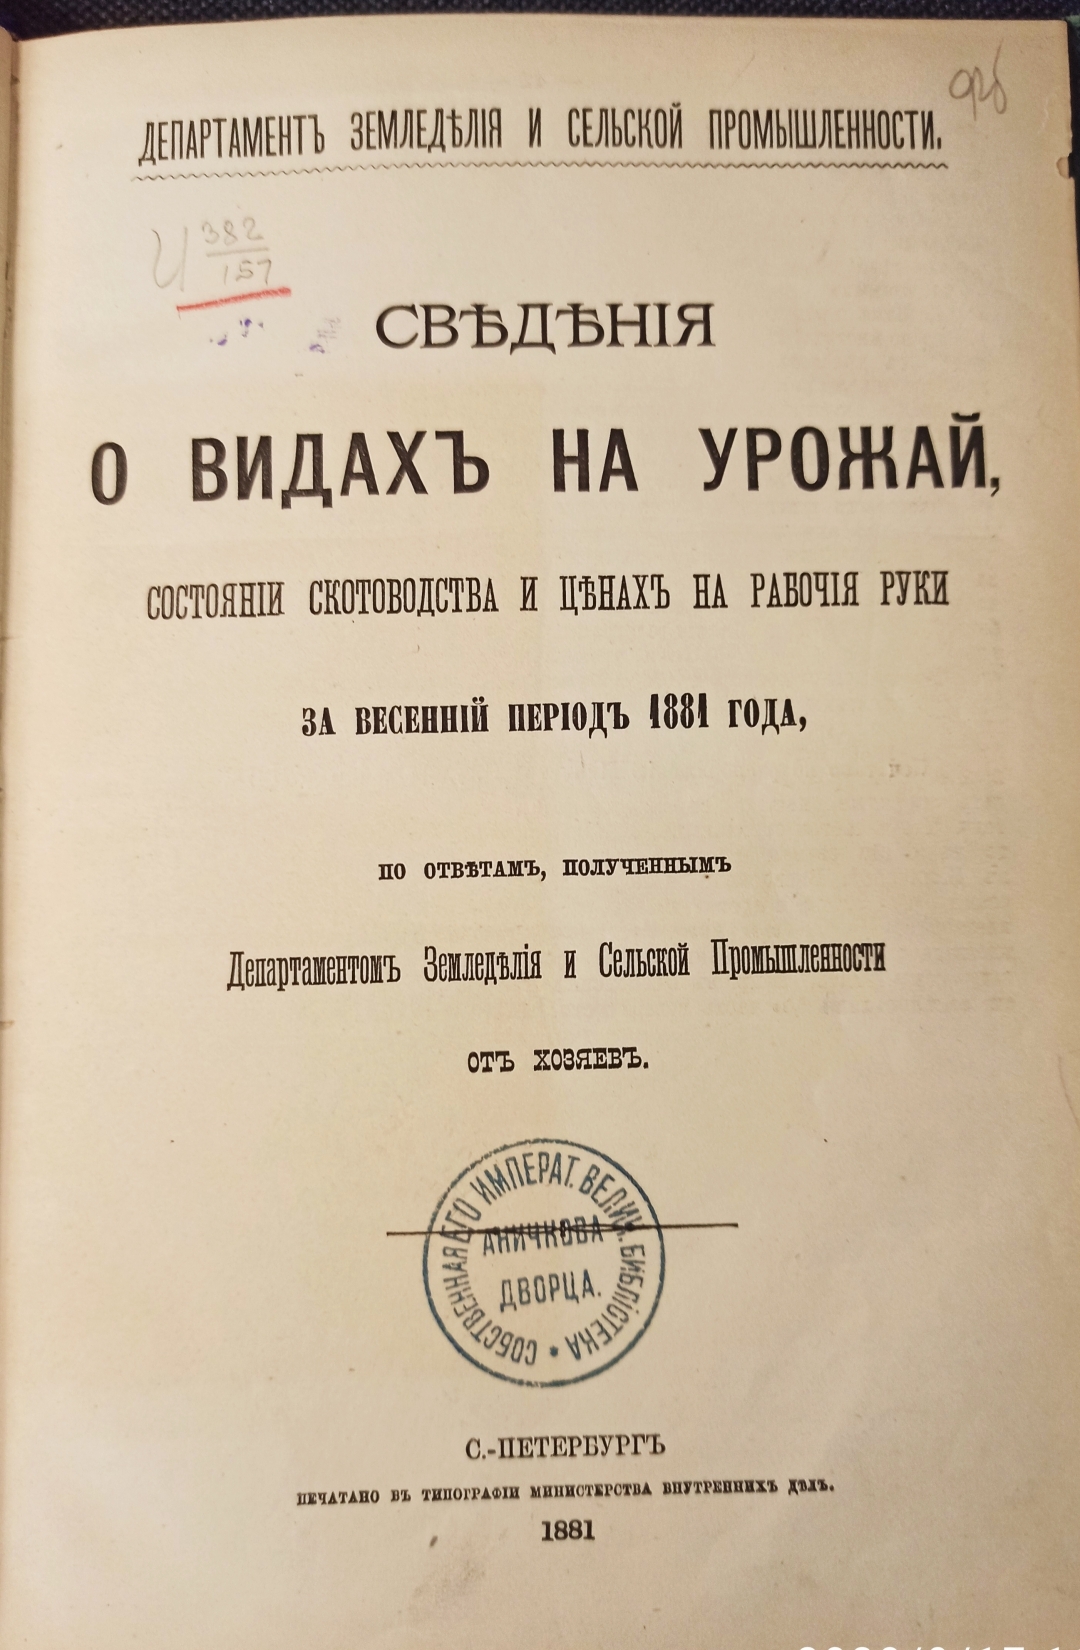 ДЕПАРТАМЕНТЪ ЗЕМЛЕДѢЛІЯ И СЕЛЬСКОЙ ПРОМЫШЛЕННОСТИ.
382
157
СВѢДѢНІЯ
О ВИДАХЪ НА УРОЖАЙ,
СОСТОЯНІИ СКОТОВОДСТВА И ЦѢНАХЪ НА РАБОЧІЯ РУКИ
ЗА ВЕСЕННІЙ ПЕРІОДЪ 1881 ГОДА,
ПО ОТВѢТАМЪ, ПОЛУЧЕННЫМЪ
Департаментомъ Земледѣлія и Сельской Промышленности
ОТЪ ХОЗЯЕВЪ.
СОБСТВЕННАЯ ЕГО ИМПЕРАТ. ВЕЛИЧ. БИБЛІОТЕКА
АНИЧКОВА
ДВОРЦА.
С.-ПЕТЕРБУРГЪ
ПЕЧАТАНО ВЪ ТИПОГРАФІИ МИНИСТЕРСТВА ВНУТРЕННИХЪ ДѢЛЪ.
1881